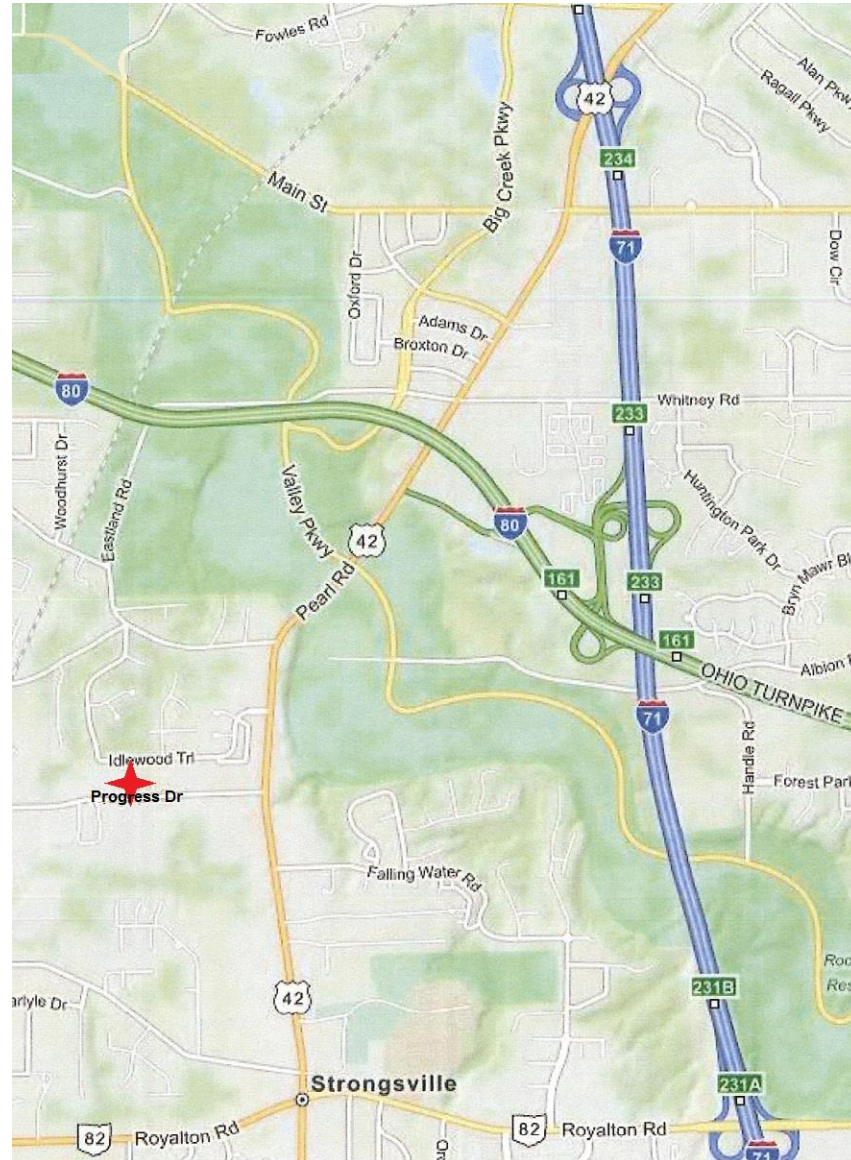 Fowles Rd
Alan Pkwy
Ragall Pkwy
42
Big Creek Pkwy
234
Main St
71
Dow Cir
Oxford Dr
Adams Dr
Broxton Dr
80
Whitney Rd
233
Woodhurst Dr
Eastland Rd
Valley Pkwy
Huntington Park Dr
80
42
Pearl Rd
161
233
Bryn Mawr Bl
161
Albion
OHIO TURNPIKE
71
Handle Rd
Idlewood Trl
Progress Dr
Forest Park
Falling Water Rd
Roc
Res
231B
42
arlyle Dr
231A
Strongsville
82
Royalton Rd
82
Royalton Rd
71